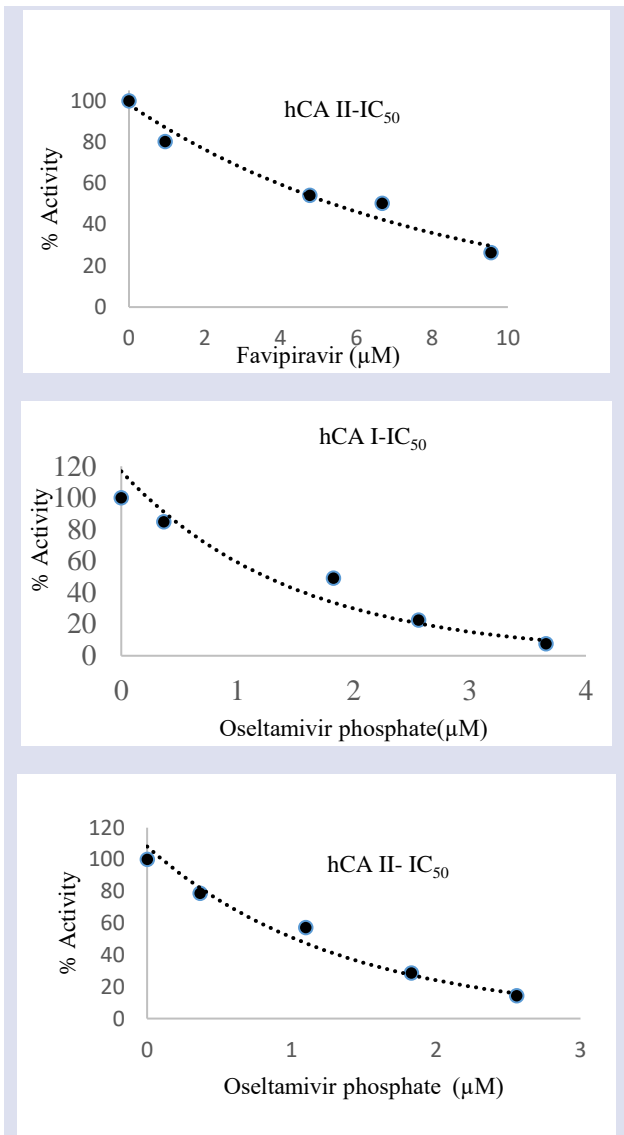 hCA II-IC₅₀
100
80
60
40
20
0
% Activity
0 2 4 6 8 10
Favipiravir (µM)
hCA I-IC₅₀
120
100
80
60
40
20
0
% Activity
0 1 2 3 4
Oseltamivir phosphate(µM)
120
100
80
60
40
20
0
hCA II- IC₅₀
% Activity
0 1 2 3
Oseltamivir phosphate (µM)